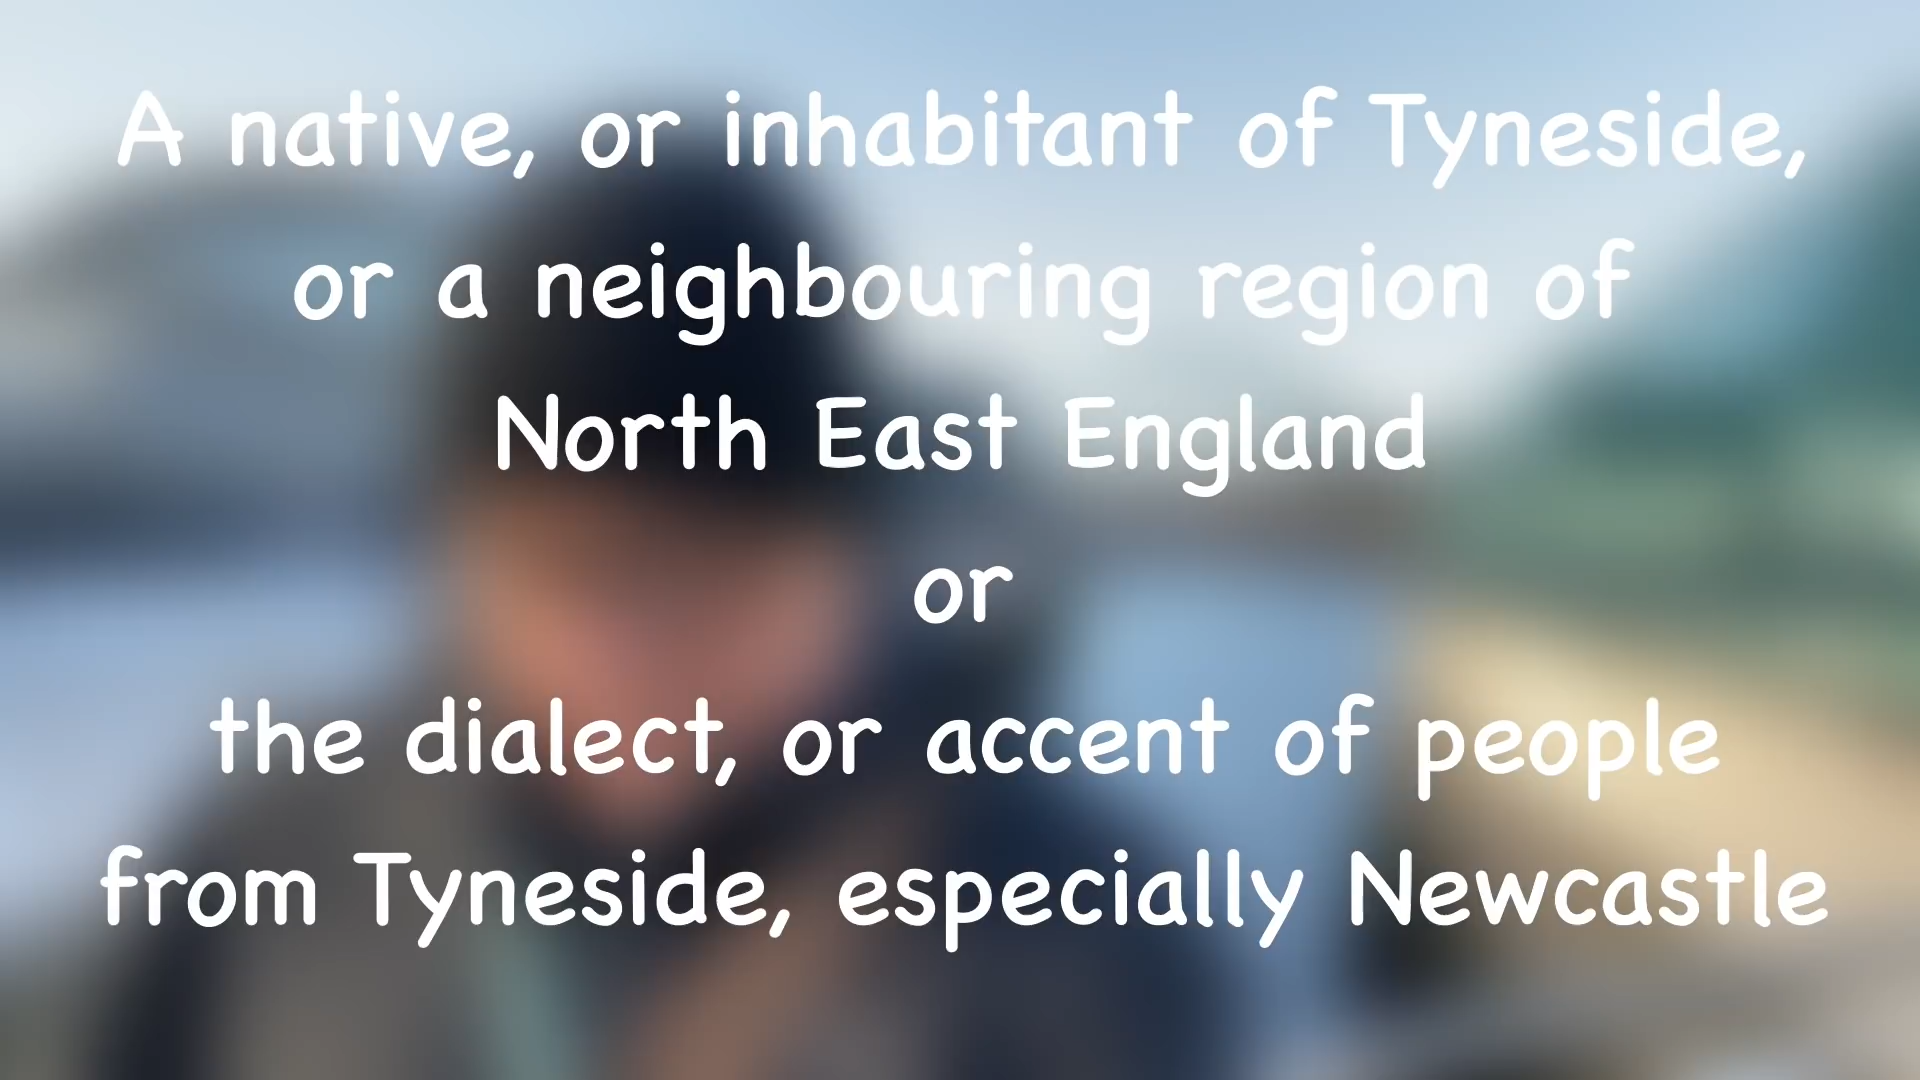 A native, or inhabitant of Tyneside,
or a neighbouring region of
North East England
or
the dialect, or accent of people
from Tyneside, especially Newcastle